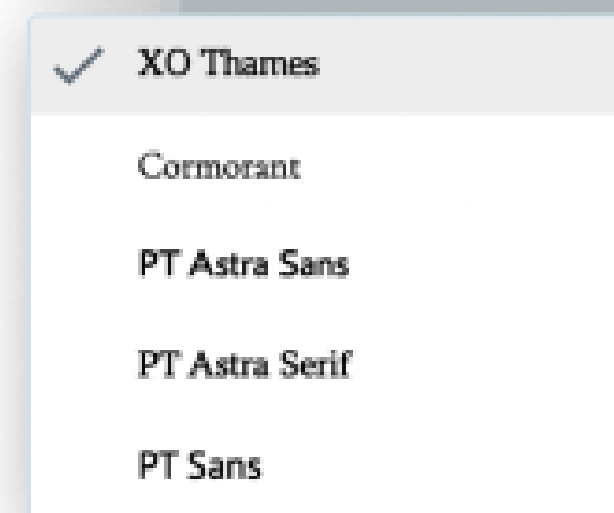 XO Thames
Cormorant
PT Astra Sans
PT Astra Serif
PT Sans